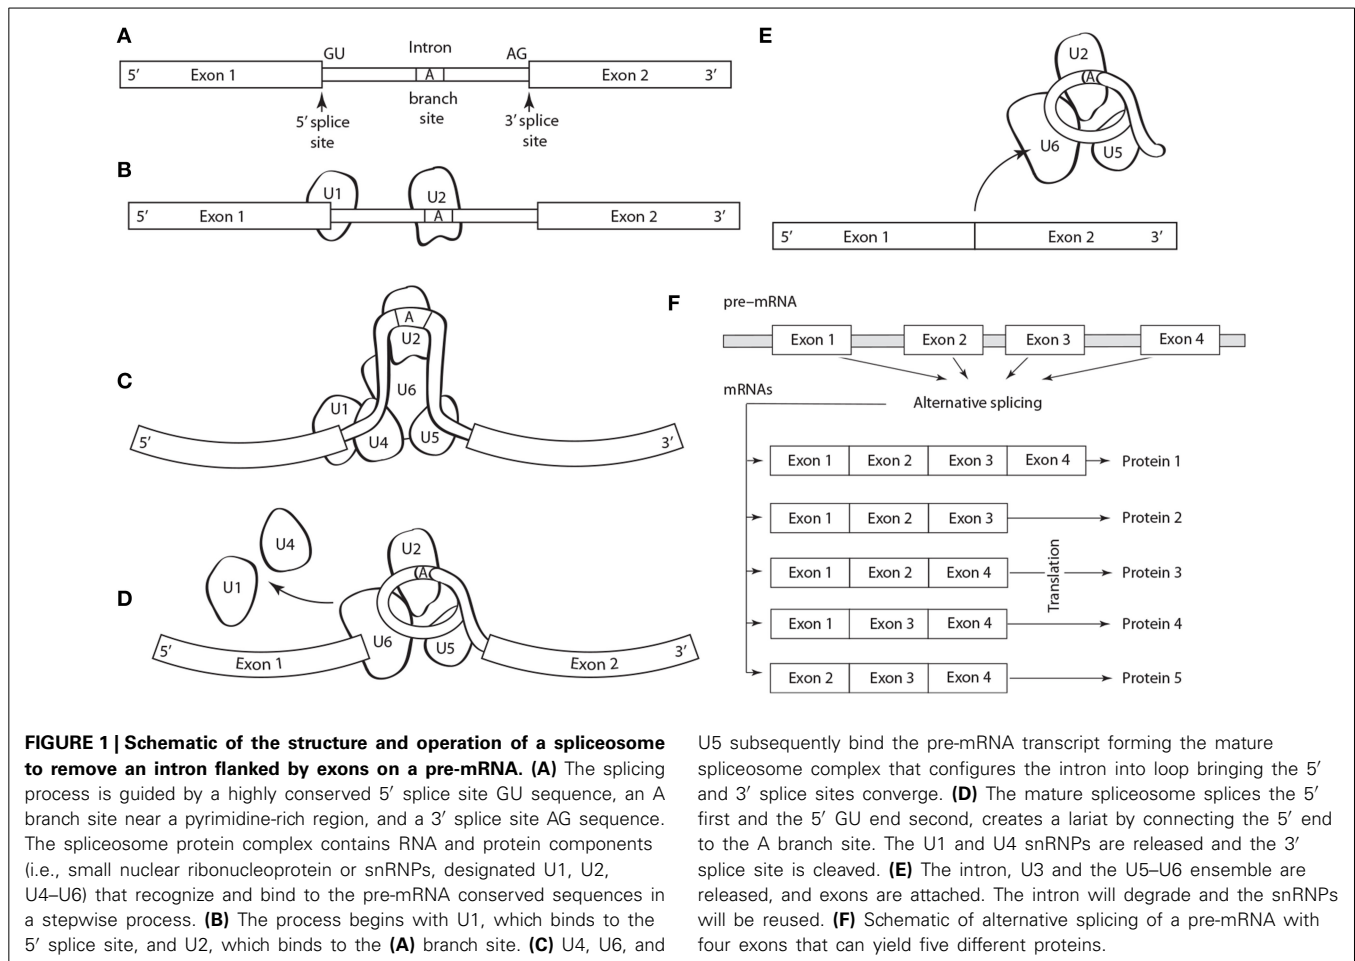 A
GU
Intron
AG
5′
Exon 1
A
Exon 2
3′
5′ splice
site
branch
site
3′ splice
site
B
U1
U2
5′
Exon 1
A
Exon 2
3′
C
A
U2
U6
U1
U4
U5
5′
3′
D
U4
U1
U2
A
U6
U5
5′
Exon 1
Exon 2
3′
E
U2
A
U6
U5
5′
Exon 1
Exon 2
3′
F
pre–mRNA
Exon 1
Exon 2
Exon 3
Exon 4
mRNAs
Alternative splicing
Exon 1 Exon 2 Exon 3 Exon 4 Protein 1
Exon 1 Exon 2 Exon 3 Protein 2
Exon 1 Exon 2 Exon 4 Protein 3
Exon 1 Exon 3 Exon 4 Protein 4
Exon 2 Exon 3 Exon 4 Protein 5
Translation
FIGURE 1 | Schematic of the structure and operation of a spliceosome
to remove an intron flanked by exons on a pre-mRNA. (A) The splicing
process is guided by a highly conserved 5′ splice site GU sequence, an A
branch site near a pyrimidine-rich region, and a 3′ splice site AG sequence.
The spliceosome protein complex contains RNA and protein components
(i.e., small nuclear ribonucleoprotein or snRNPs, designated U1, U2,
U4–U6) that recognize and bind to the pre-mRNA conserved sequences in
a stepwise process. (B) The process begins with U1, which binds to the
5′ splice site, and U2, which binds to the (A) branch site. (C) U4, U6, and
U5 subsequently bind the pre-mRNA transcript forming the mature
spliceosome complex that configures the intron into loop bringing the 5′
and 3′ splice sites converge. (D) The mature spliceosome splices the 5′
first and the 5′ GU end second, creates a lariat by connecting the 5′ end
to the A branch site. The U1 and U4 snRNPs are released and the 3′
splice site is cleaved. (E) The intron, U3 and the U5–U6 ensemble are
released, and exons are attached. The intron will degrade and the snRNPs
will be reused. (F) Schematic of alternative splicing of a pre-mRNA with
four exons that can yield five different proteins.